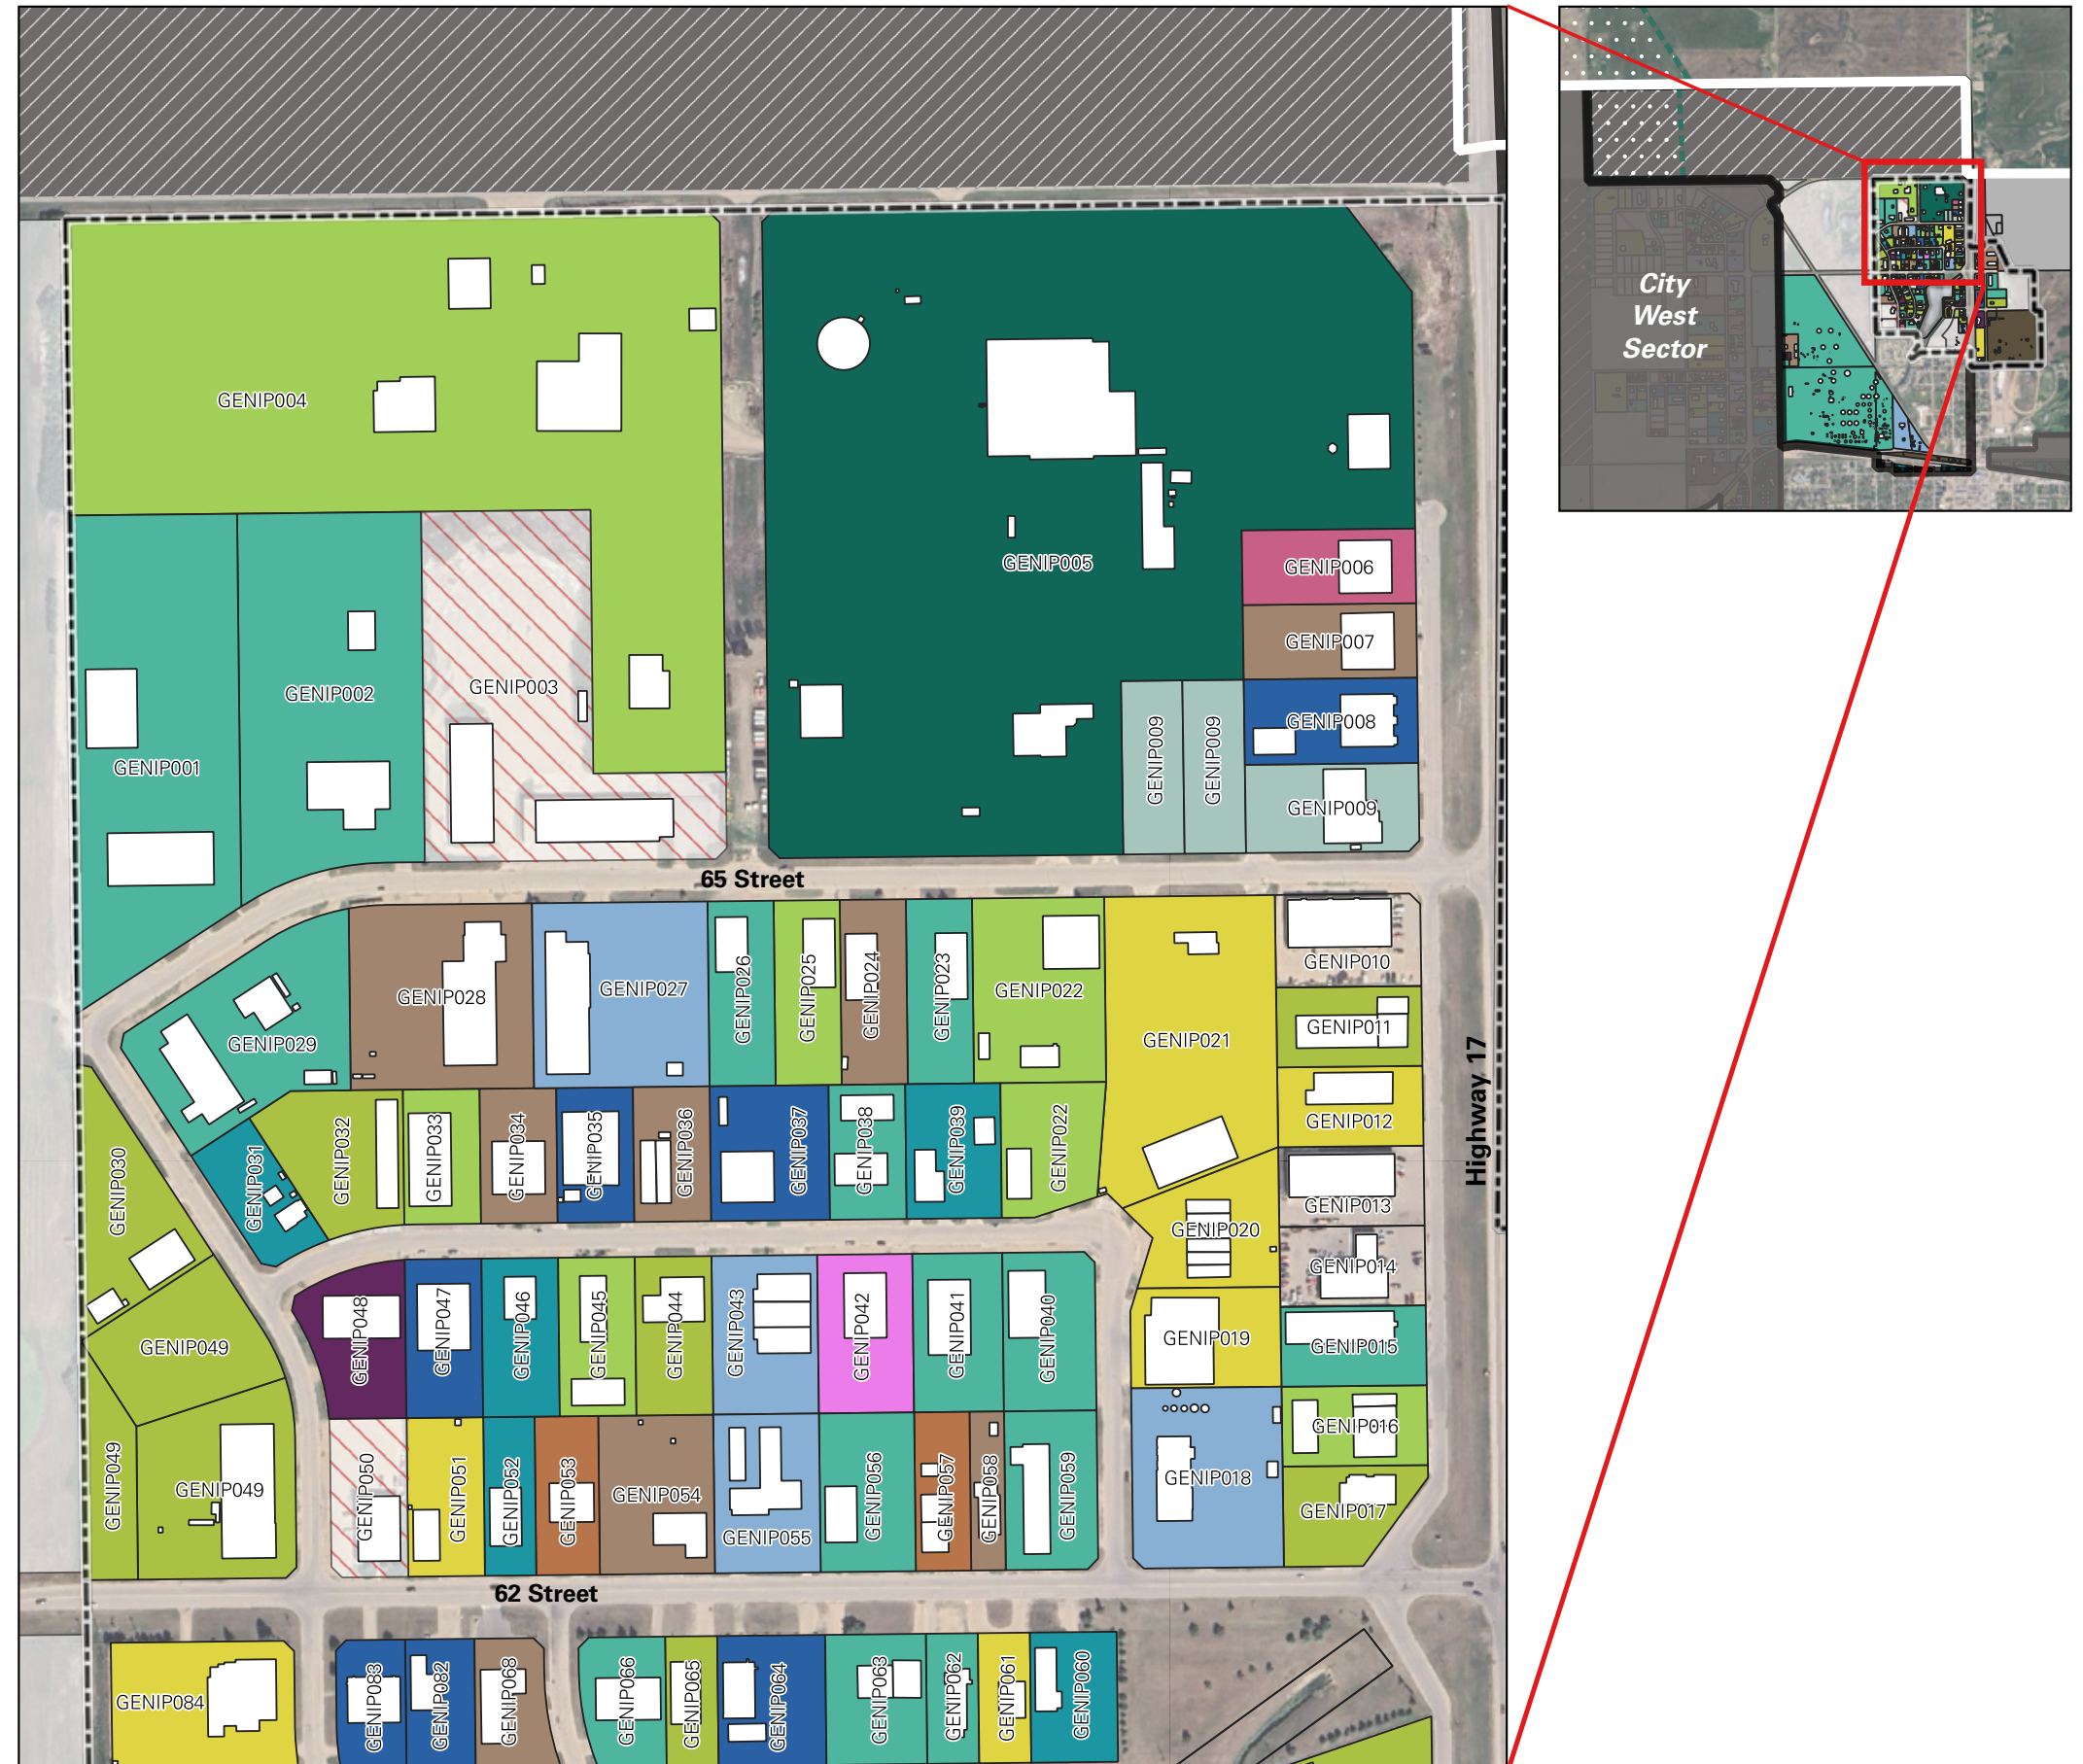 City
West
Sector
GENIP004
GENIP005
GENIP006
GENIP007
GENIP003
GENIP002
GENIP008
GENIP009
GENIP009
GENIP001
GENIP009
65 Street
GENIP010
GENIP026
GENIP025
GENIP024
GENIP023
GENIP022
GENIP027
GENIP028
GENIP011
GENIP021
GENIP029
GENIP012
Highway 17
GENIP030
GENIP031
GENIP032
GENIP033
GENIP034
GENIP035
GENIP036
GENIP037
GENIP038
GENIP039
GENIP022
GENIP013
GENIP020
GENIP014
GENIP048
GENIP047
GENIP046
GENIP045
GENIP044
GENIP043
GENIP042
GENIP041
GENIP040
GENIP019
GENIP015
GENIP049
GENIP016
GENIP018
GENIP049
GENIP049
GENIP050
GENIP051
GENIP052
GENIP053
GENIP054
GENIP055
GENIP056
GENIP057
GENIP058
GENIP059
GENIP017
62 Street
GENIP084
GENIP083
GENIP082
GENIP068
GENIP066
GENIP065
GENIP064
GENIP063
GENIP062
GENIP061
GENIP060